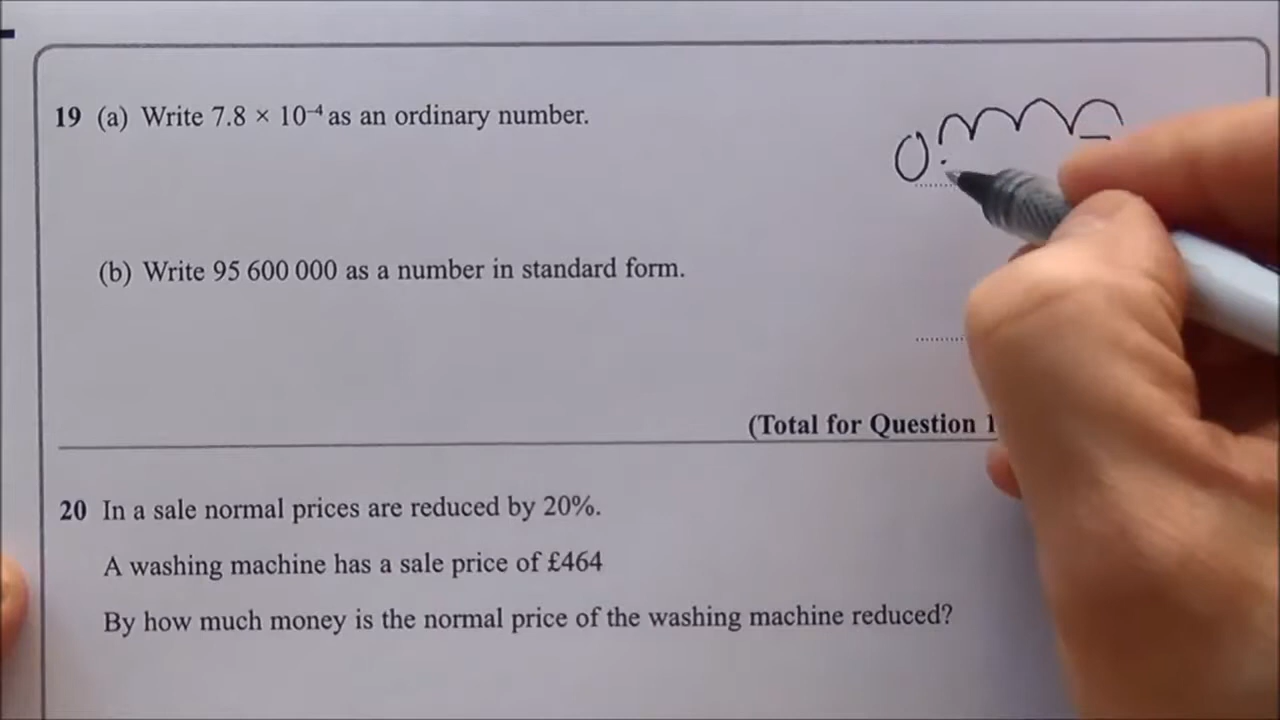 19 (a) Write 7.8 × 10⁻⁴ as an ordinary number.
0.
(b) Write 95 600 000 as a number in standard form.
(Total for Question 1
20 In a sale normal prices are reduced by 20%.
A washing machine has a sale price of £464
By how much money is the normal price of the washing machine reduced?